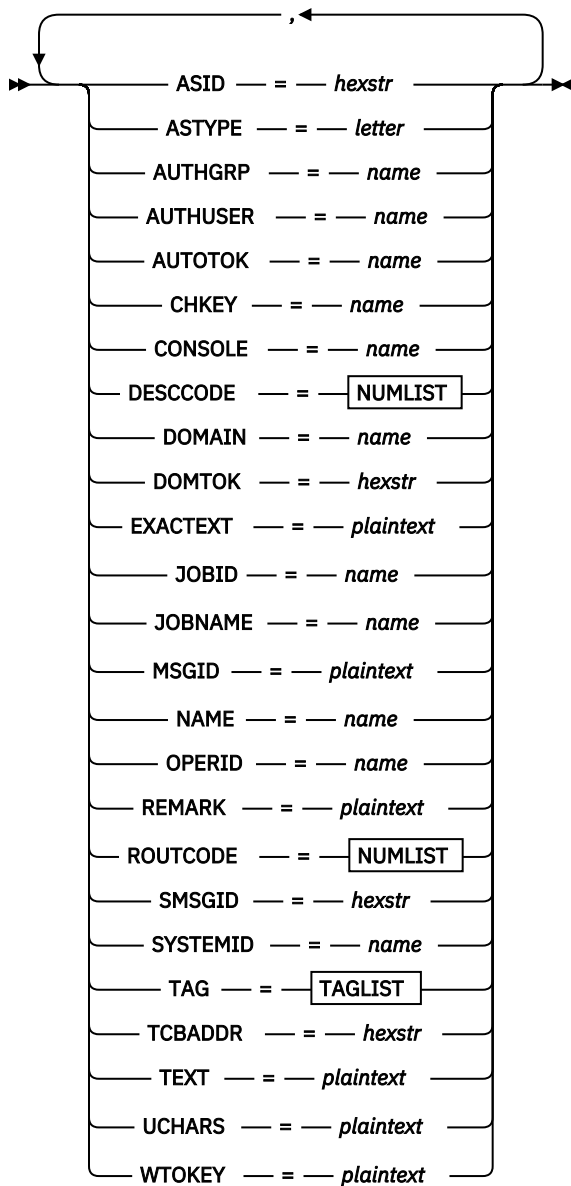 ,
ASID = hexstr
ASTYPE = letter
AUTHGRP = name
AUTHUSER = name
AUTOTOK = name
CHKEY = name
CONSOLE = name
DESCCODE = NUMLIST
DOMAIN = name
DOMTOK = hexstr
EXACTEXT = plaintext
JOBID = name
JOBNAME = name
MSGID = plaintext
NAME = name
OPERID = name
REMARK = plaintext
ROUTCODE = NUMLIST
SMSGID = hexstr
SYSTEMID = name
TAG = TAGLIST
TCBADDR = hexstr
TEXT = plaintext
UCHARS = plaintext
WTOKEY = plaintext